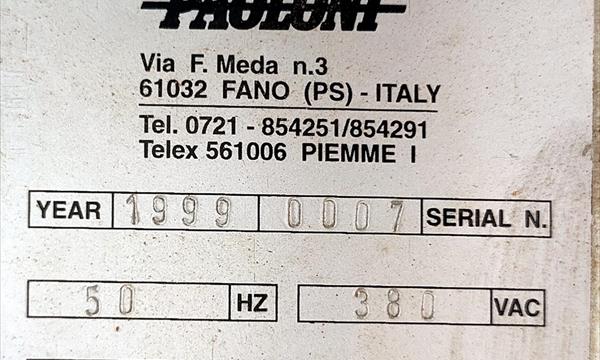 PAOLONI
Via F. Meda n.3
61032 FANO (PS) - ITALY
Tel. 0721 - 854251/854291
Telex 561006 PIEMME I
YEAR 1999 0007 SERIAL N.
50 HZ 380 VAC